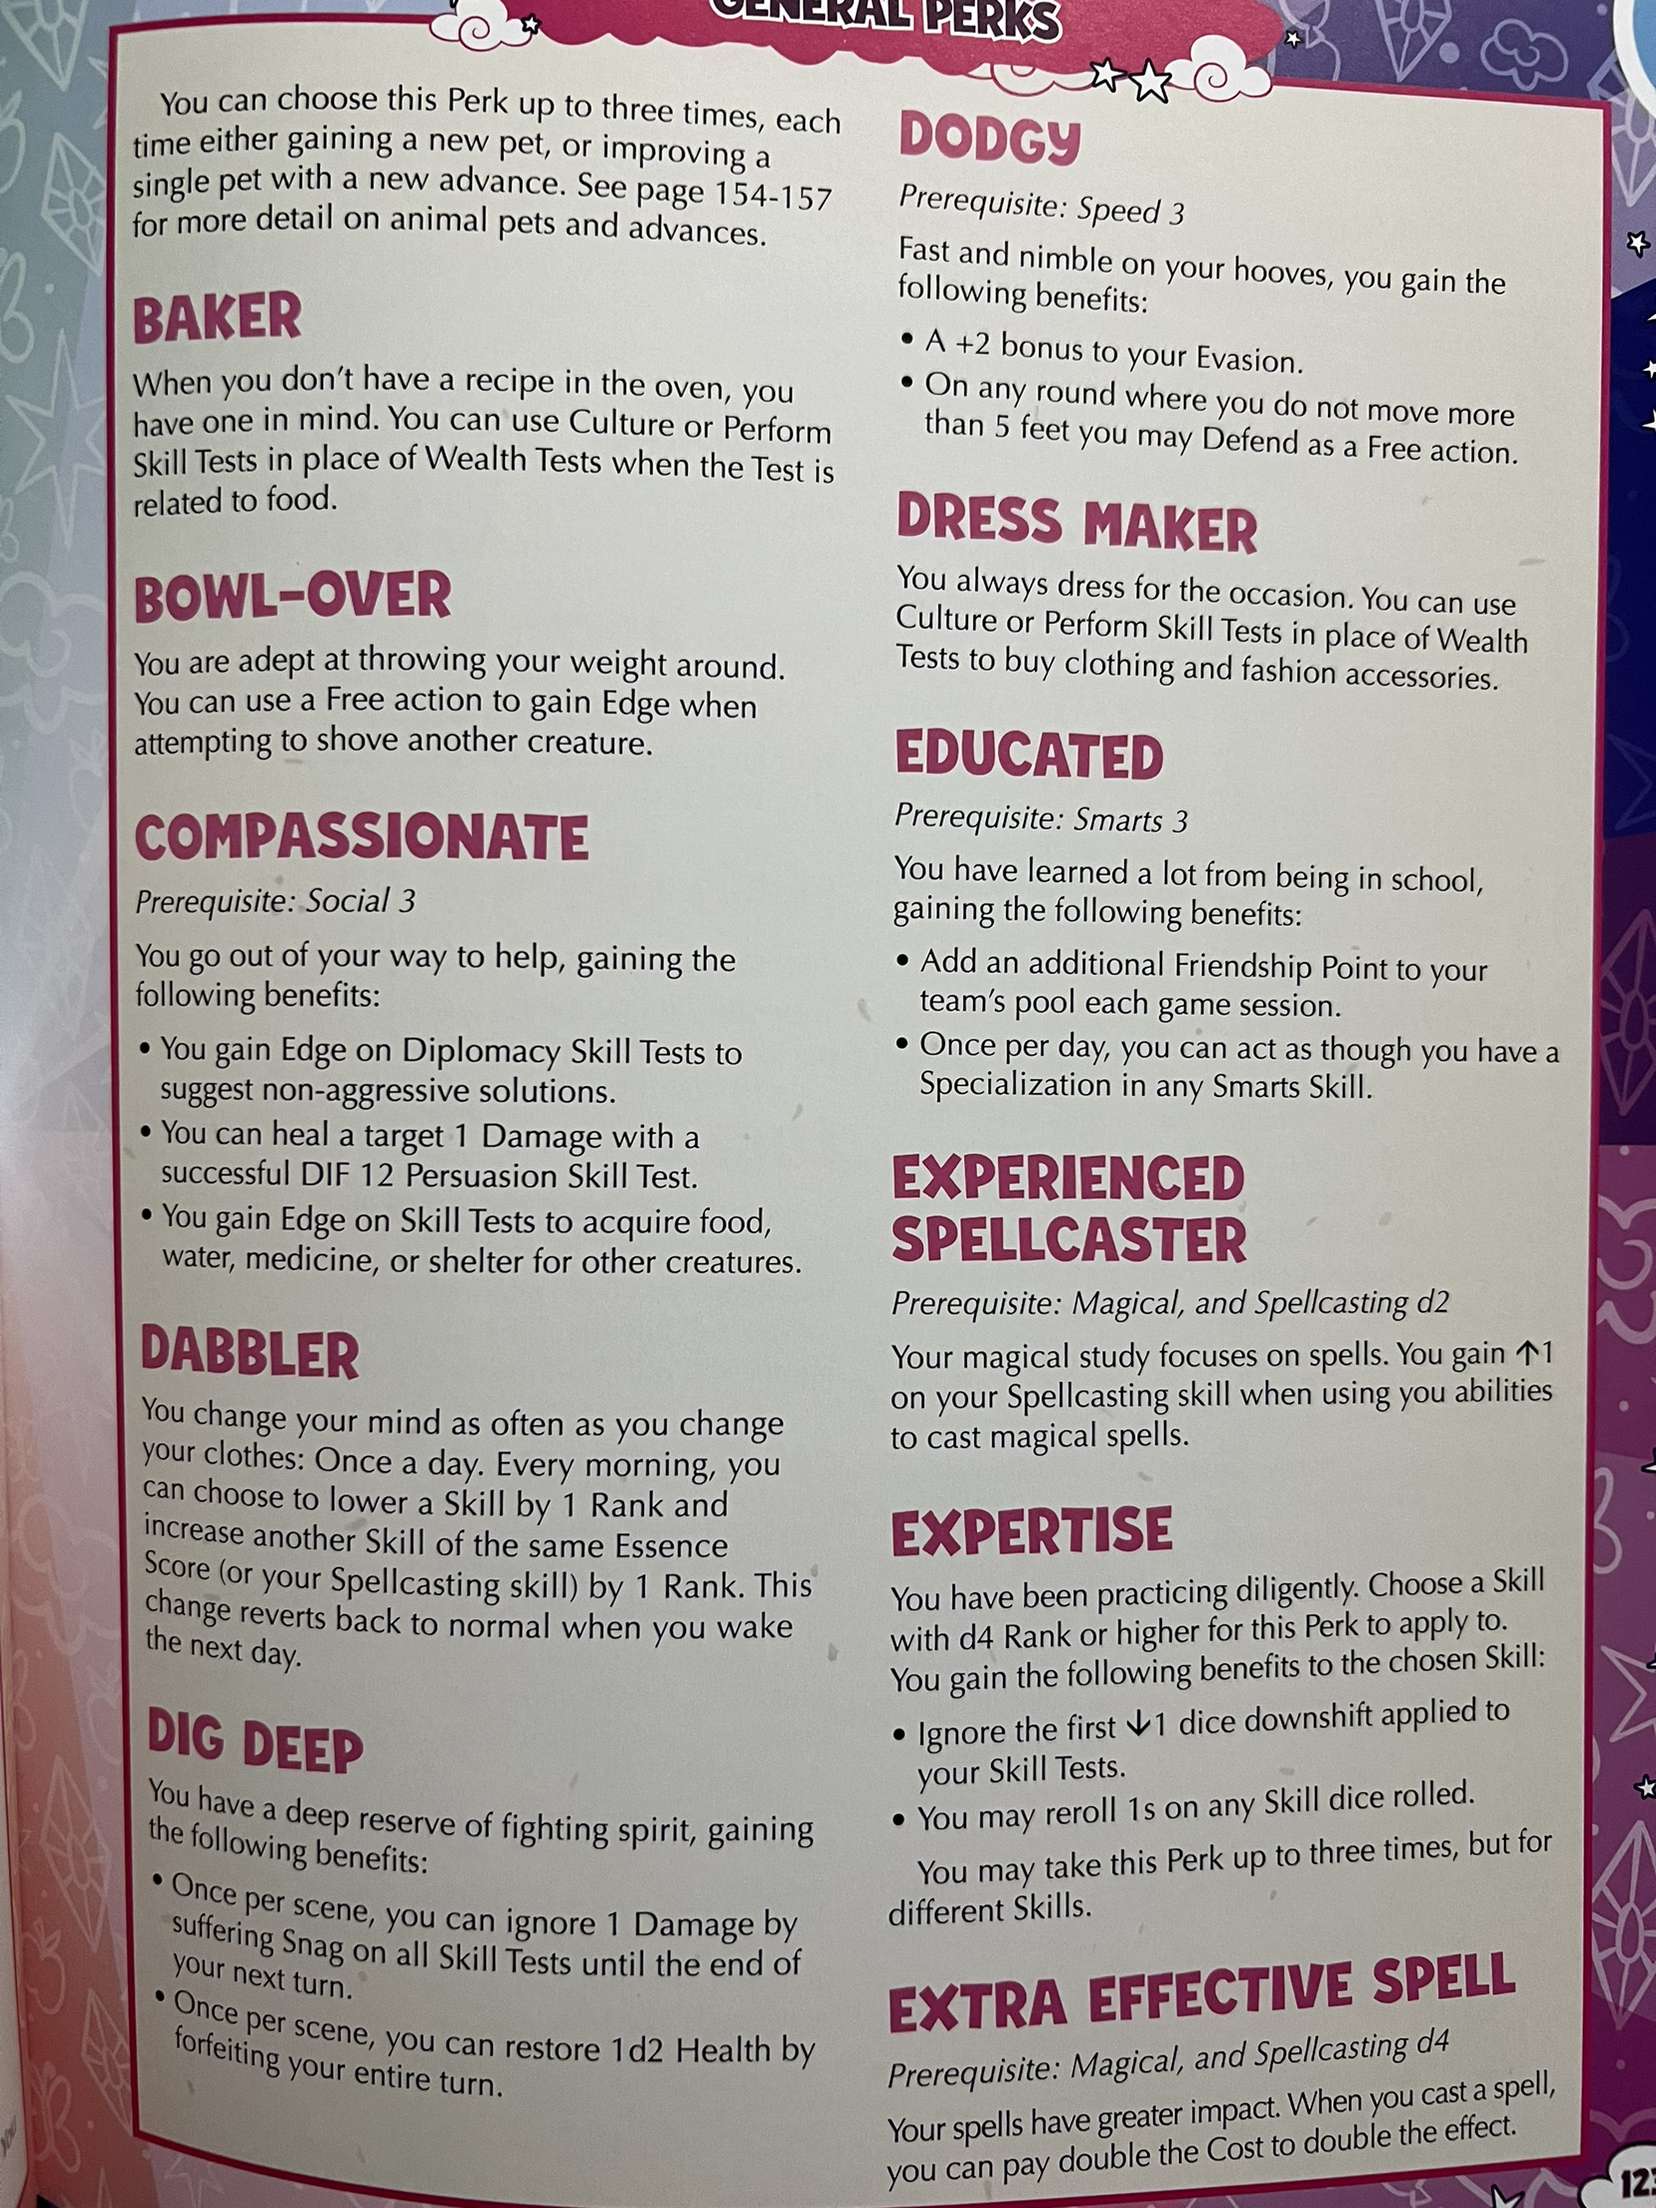 GENERAL PERKS
You can choose this Perk up to three times, each
time either gaining a new pet, or improving a
single pet with a new advance. See page 154-157
for more detail on animal pets and advances.
BAKER
When you don't have a recipe in the oven, you
have one in mind. You can use Culture or Perform
Skill Tests in place of Wealth Tests when the Test is
related to food.
BOWL-OVER
You are adept at throwing your weight around.
You can use a Free action to gain Edge when
attempting to shove another creature.
COMPASSIONATE
Prerequisite: Social 3
You go out of your way to help, gaining the
following benefits:
• You gain Edge on Diplomacy Skill Tests to
suggest non-aggressive solutions.
• You can heal a target 1 Damage with a
successful DIF 12 Persuasion Skill Test.
• You gain Edge on Skill Tests to acquire food,
water, medicine, or shelter for other creatures.
DABBLER
You change your mind as often as you change
your clothes: Once a day. Every morning, you
can choose to lower a Skill by 1 Rank and
increase another Skill of the same Essence
Score (or your Spellcasting skill) by 1 Rank. This
change reverts back to normal when you wake
the next day.
DIG DEEP
You have a deep reserve of fighting spirit, gaining
the following benefits:
• Once per scene, you can ignore 1 Damage by
suffering Snag on all Skill Tests until the end of
your next turn.
• Once per scene, you can restore 1d2 Health by
forfeiting your entire turn.
DODGY
Prerequisite: Speed 3
Fast and nimble on your hooves, you gain the
following benefits:
• A +2 bonus to your Evasion.
• On any round where you do not move more
than 5 feet you may Defend as a Free action.
DRESS MAKER
You always dress for the occasion. You can use
Culture or Perform Skill Tests in place of Wealth
Tests to buy clothing and fashion accessories.
EDUCATED
Prerequisite: Smarts 3
You have learned a lot from being in school,
gaining the following benefits:
• Add an additional Friendship Point to your
team's pool each game session.
• Once per day, you can act as though you have a
Specialization in any Smarts Skill.
EXPERIENCED
SPELLCASTER
Prerequisite: Magical, and Spellcasting d2
Your magical study focuses on spells. You gain ↑1
on your Spellcasting skill when using you abilities
to cast magical spells.
EXPERTISE
You have been practicing diligently. Choose a Skill
with d4 Rank or higher for this Perk to apply to.
You gain the following benefits to the chosen Skill:
• Ignore the first ↓1 dice downshift applied to
your Skill Tests.
• You may reroll 1s on any Skill dice rolled.
You may take this Perk up to three times, but for
different Skills.
EXTRA EFFECTIVE SPELL
Prerequisite: Magical, and Spellcasting d4
Your spells have greater impact. When you cast a spell,
you can pay double the Cost to double the effect.